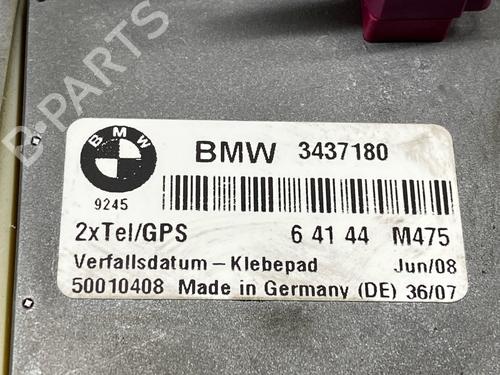 BMW
BMW 3437180
9245
2xTel/GPS 6 41 44 M475
Verfallsdatum – Klebepad Jun/08
50010408 Made in Germany (DE) 36/07